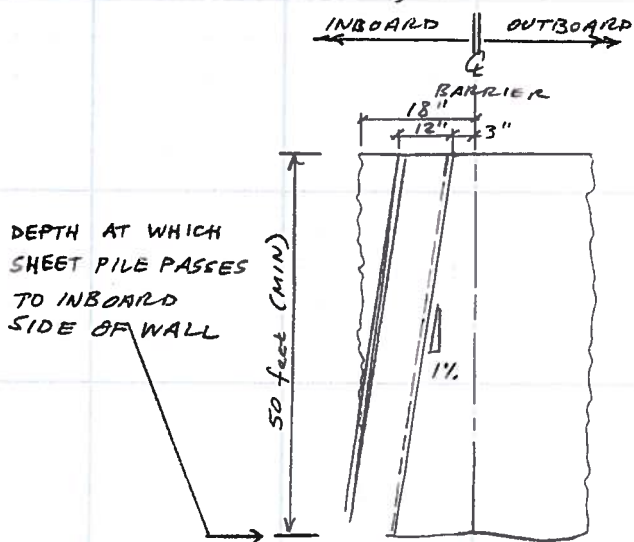 INBOARD OUTBOARD
℄
BARRIER
18"
12" 3"
DEPTH AT WHICH
SHEET PILE PASSES
TO INBOARD
SIDE OF WALL
50 feet (MIN)
1%